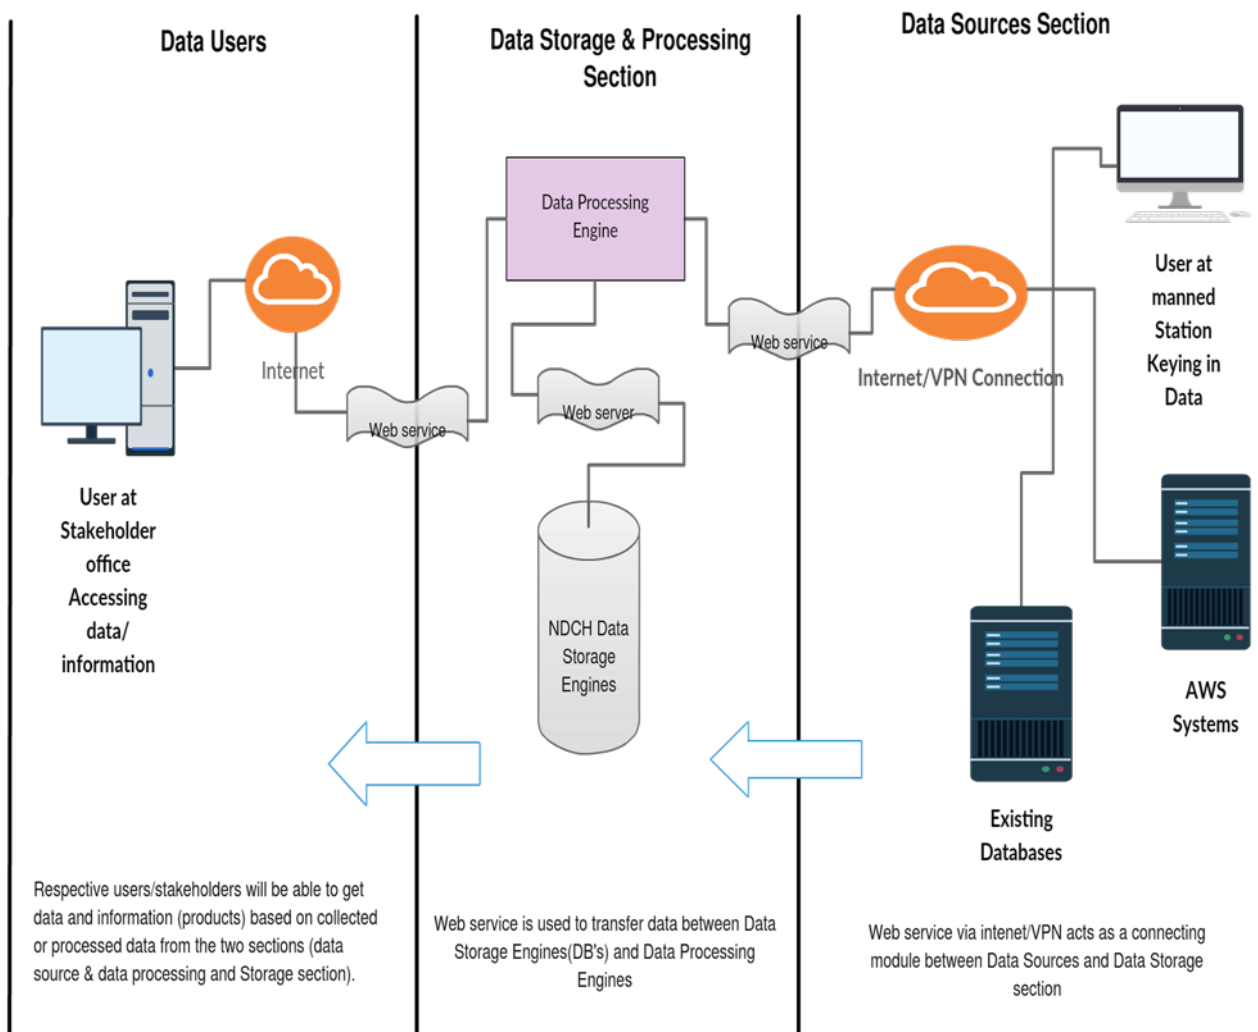 Data Users
Data Storage & Processing
Section
Data Sources Section
Data Processing
Engine
Internet
Web service
Web server
Web service
Internet/VPN Connection
User at
manned
Station
Keying in
Data
User at
Stakeholder
office
Accessing
data/
information
NDCH Data
Storage
Engines
AWS
Systems
Existing
Databases
Respective users/stakeholders will be able to get
data and information (products) based on collected
or processed data from the two sections (data
source & data processing and Storage section).
Web service is used to transfer data between Data
Storage Engines(DB's) and Data Processing
Engines
Web service via intenet/VPN acts as a connecting
module between Data Sources and Data Storage
section